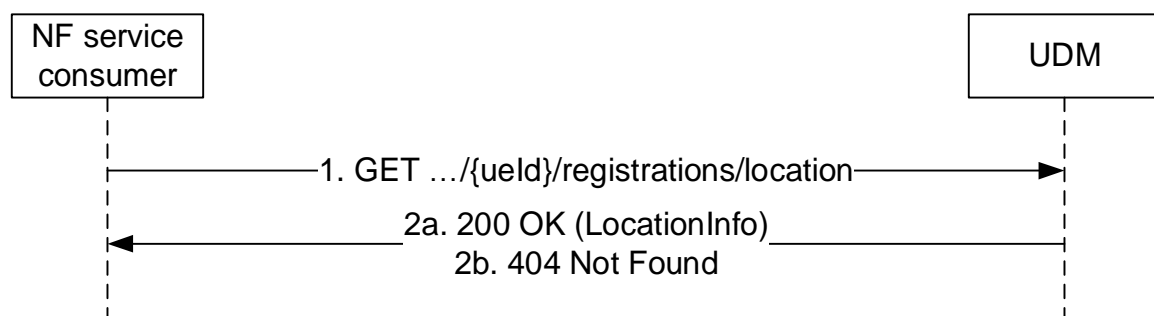 NF service
consumer
UDM
1. GET …/{ueId}/registrations/location
2a. 200 OK (LocationInfo)
2b. 404 Not Found